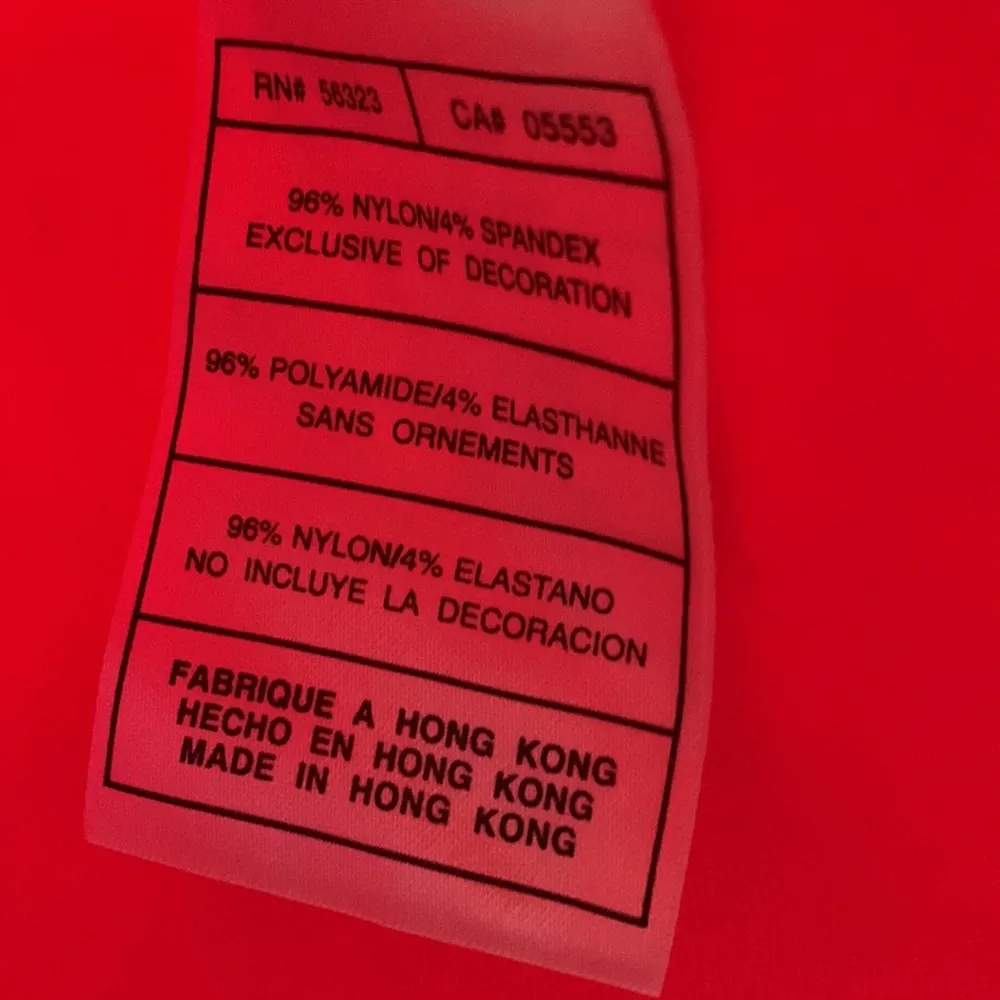 RN# 56323 CA# 05553
96% NYLON/4% SPANDEX
EXCLUSIVE OF DECORATION
96% POLYAMIDE/4% ELASTHANNE
SANS ORNEMENTS
96% NYLON/4% ELASTANO
NO INCLUYE LA DECORACION
FABRIQUE A HONG KONG
HECHO EN HONG KONG
MADE IN HONG KONG